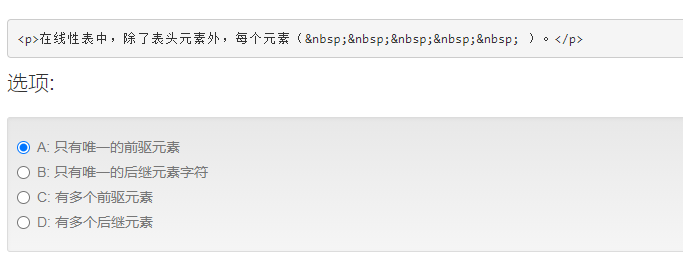 <p>在线性表中，除了表头元素外，每个元素（&nbsp;&nbsp;&nbsp;&nbsp;&nbsp; ）。</p>
选项:
A: 只有唯一的前驱元素
B: 只有唯一的后继元素字符
C: 有多个前驱元素
D: 有多个后继元素